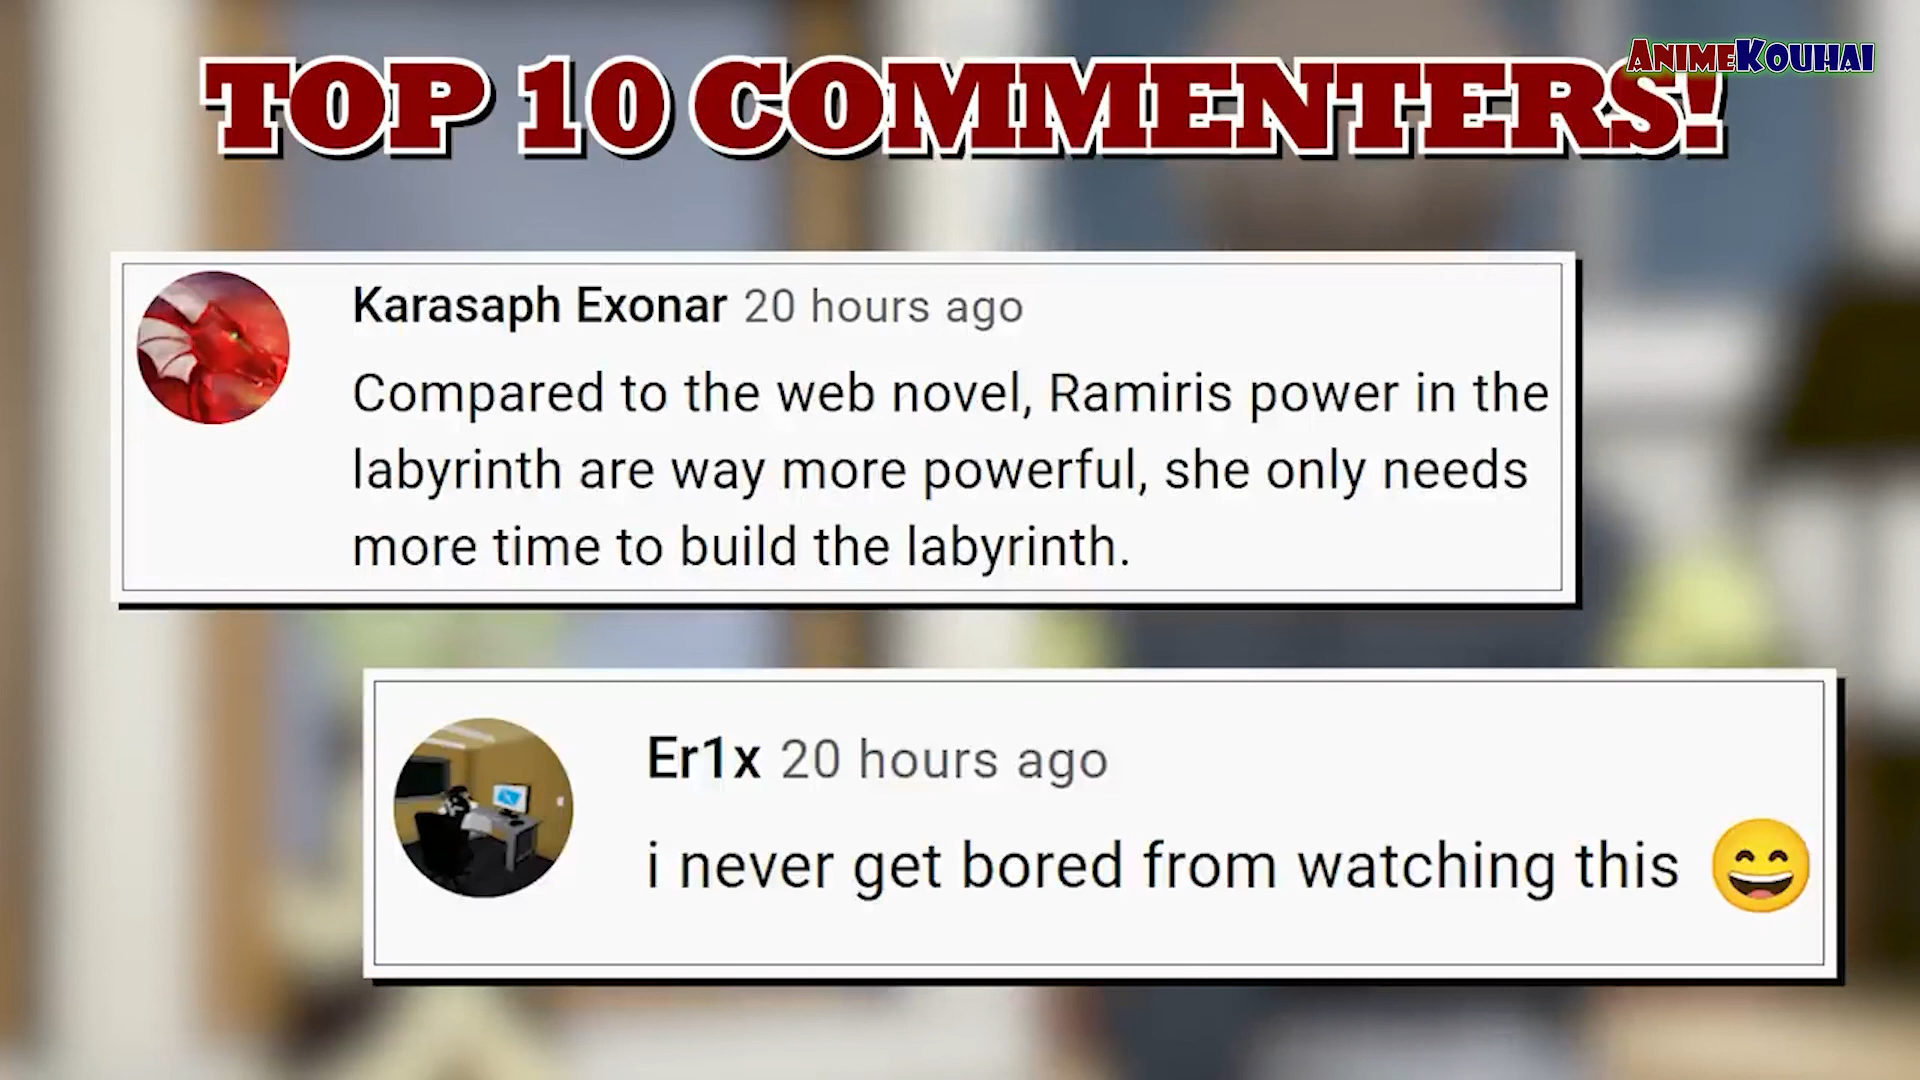 TOP 10 COMMENTERS!
ANIMEKOUHAI
Karasaph Exonar 20 hours ago
Compared to the web novel, Ramiris power in the
labyrinth are way more powerful, she only needs
more time to build the labyrinth.
Er1x 20 hours ago
i never get bored from watching this 😄